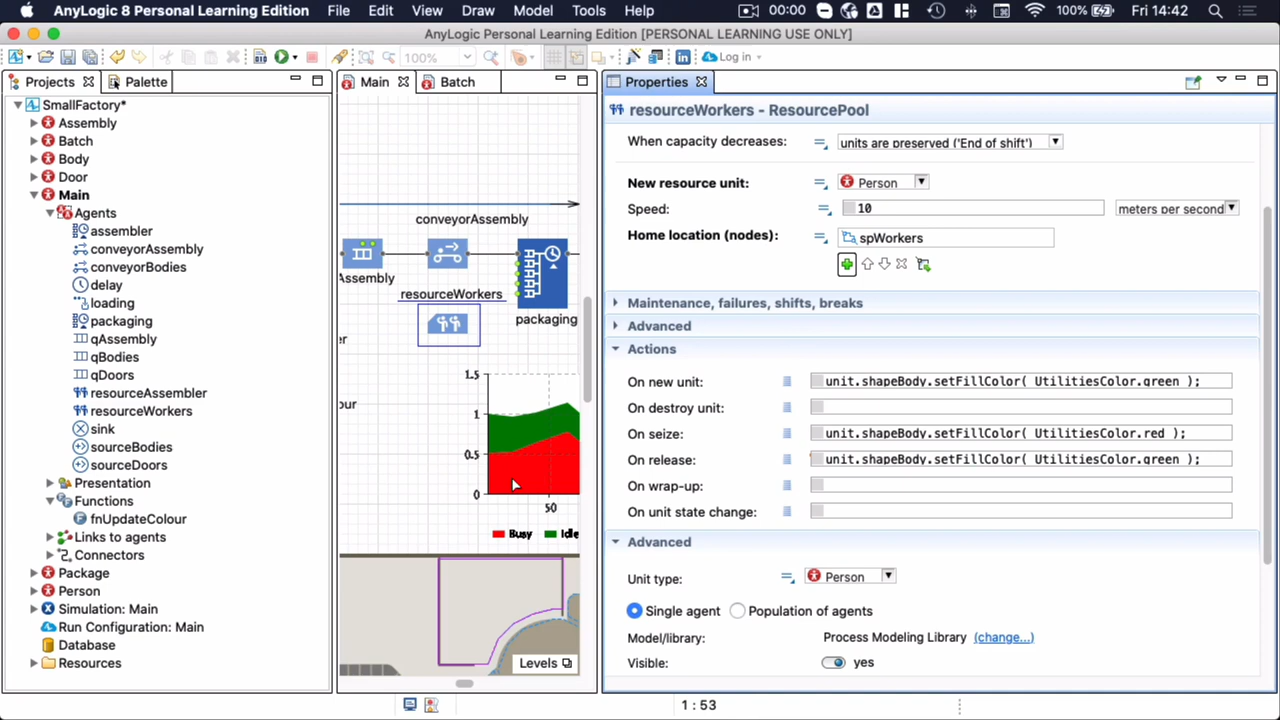 AnyLogic 8 Personal Learning Edition File Edit View Draw Model Tools Help 00:00 100% Fri 14:42
AnyLogic Personal Learning Edition [PERSONAL LEARNING USE ONLY]
100% Log in
Projects Palette
SmallFactory*
Assembly
Batch
Body
Door
Main
Agents
assembler
conveyorAssembly
conveyorBodies
delay
loading
packaging
qAssembly
qBodies
qDoors
resourceAssembler
resourceWorkers
sink
sourceBodies
sourceDoors
Presentation
Functions
fnUpdateColour
Links to agents
Connectors
Package
Person
Simulation: Main
Run Configuration: Main
Database
Resources
Main Batch
conveyorAssembly
Assembly
resourceWorkers
packaging
er
our
1.5
1
0.5
0
50
Busy Idle
Levels
Properties
resourceWorkers - ResourcePool
When capacity decreases: units are preserved ('End of shift')
New resource unit: Person
Speed: 10 meters per second
Home location (nodes): spWorkers
Maintenance, failures, shifts, breaks
Advanced
Actions
On new unit: unit.shapeBody.setFillColor( UtilitiesColor.green );
On destroy unit:
On seize: unit.shapeBody.setFillColor( UtilitiesColor.red );
On release: unit.shapeBody.setFillColor( UtilitiesColor.green );
On wrap-up:
On unit state change:
Advanced
Unit type: Person
Single agent Population of agents
Model/library: Process Modeling Library (change...)
Visible: yes
1 : 53